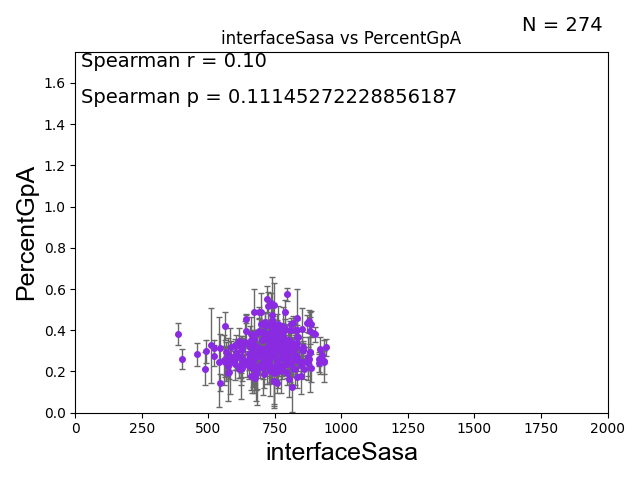 N = 274
interfaceSasa vs PercentGpA
Spearman r = 0.10
Spearman p = 0.11145272228856187
PercentGpA
1.6
1.4
1.2
1.0
0.8
0.6
0.4
0.2
0.0
0 250 500 750 1000 1250 1500 1750 2000
interfaceSasa